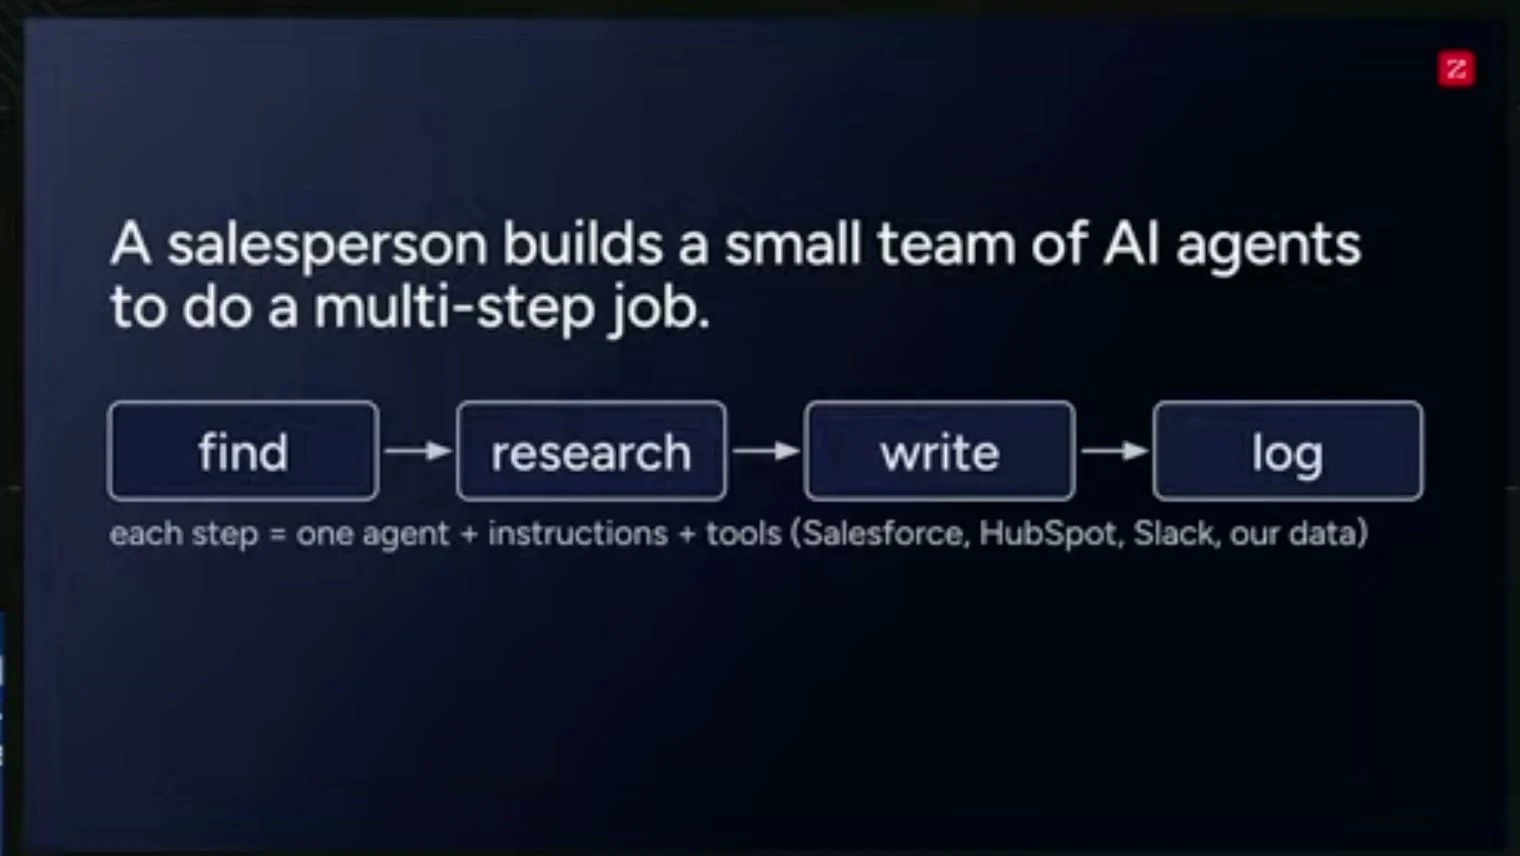 Z
A salesperson builds a small team of AI agents
to do a multi-step job.
find
research
write
log
each step = one agent + instructions + tools (Salesforce, HubSpot, Slack, our data)